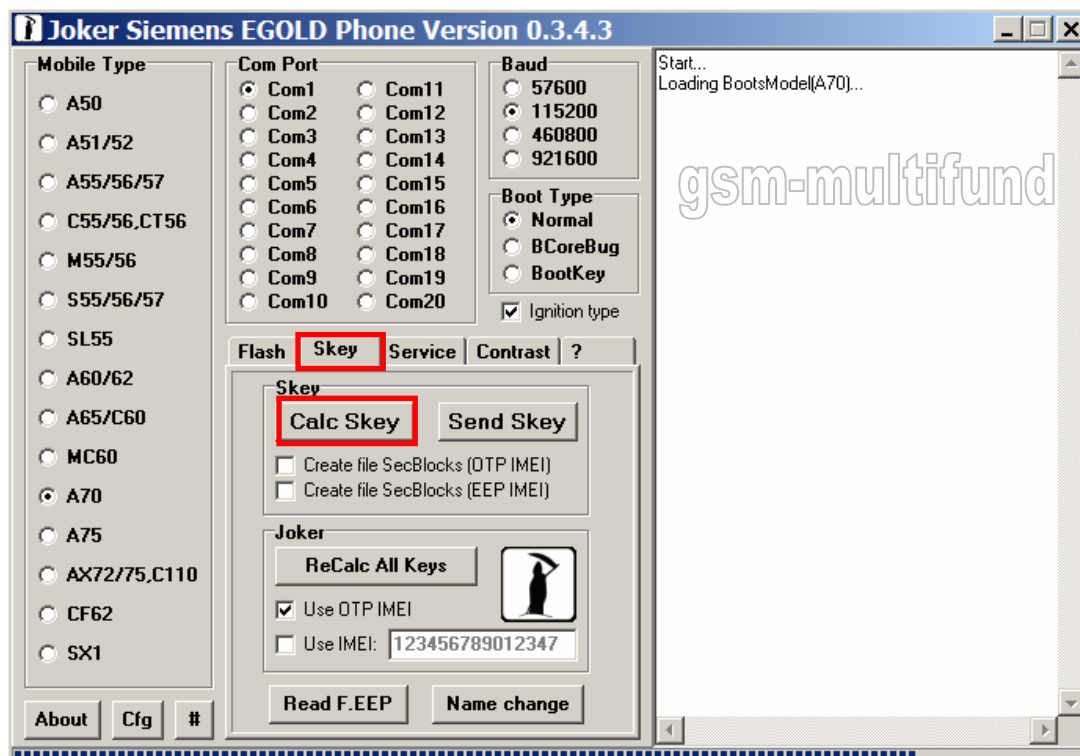 Joker Siemens EGOLD Phone Version 0.3.4.3
Mobile Type
A50
A51/52
A55/56/57
C55/56,CT56
M55/56
S55/56/57
SL55
A60/62
A65/C60
MC60
A70
A75
AX72/75,C110
CF62
SX1
About
Cfg
#
Com Port
Com1
Com2
Com3
Com4
Com5
Com6
Com7
Com8
Com9
Com10
Com11
Com12
Com13
Com14
Com15
Com16
Com17
Com18
Com19
Com20
Baud
57600
115200
460800
921600
Boot Type
Normal
BCoreBug
BootKey
Ignition type
Flash Skey Service Contrast ?
Skey
Calc Skey Send Skey
Create file SecBlocks (OTP IMEI)
Create file SecBlocks (EEP IMEI)
Joker
ReCalc All Keys
Use OTP IMEI
Use IMEI: 123456789012347
Read F.EEP Name change
Start...
Loading BootsModel(A70)...
gsm-multifund